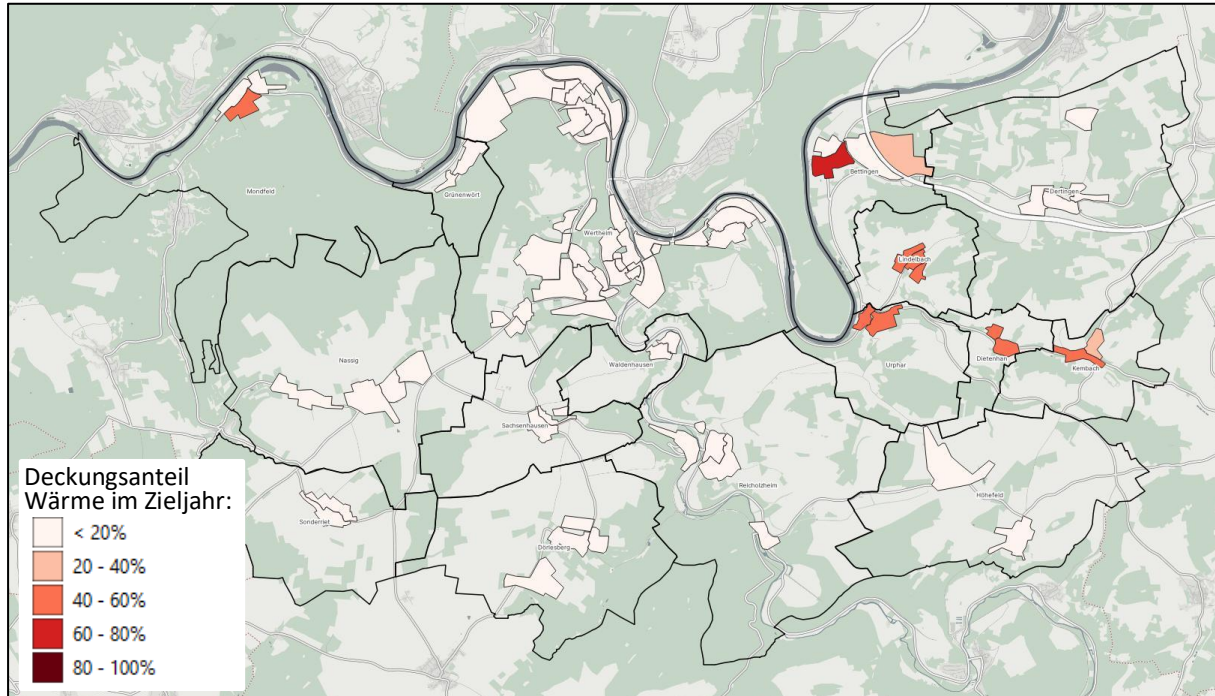 Mondfeld
Grünenwört
Bettingen
Dertingen
Wertheim
Lindelbach
Nassig
Waldenhausen
Urphar
Dietenhan
Kembach
Sachsenhausen
Reicholzheim
Höhefeld
Sonderriet
Dörlesberg
Deckungsanteil
Wärme im Zieljahr:
< 20%
20 - 40%
40 - 60%
60 - 80%
80 - 100%